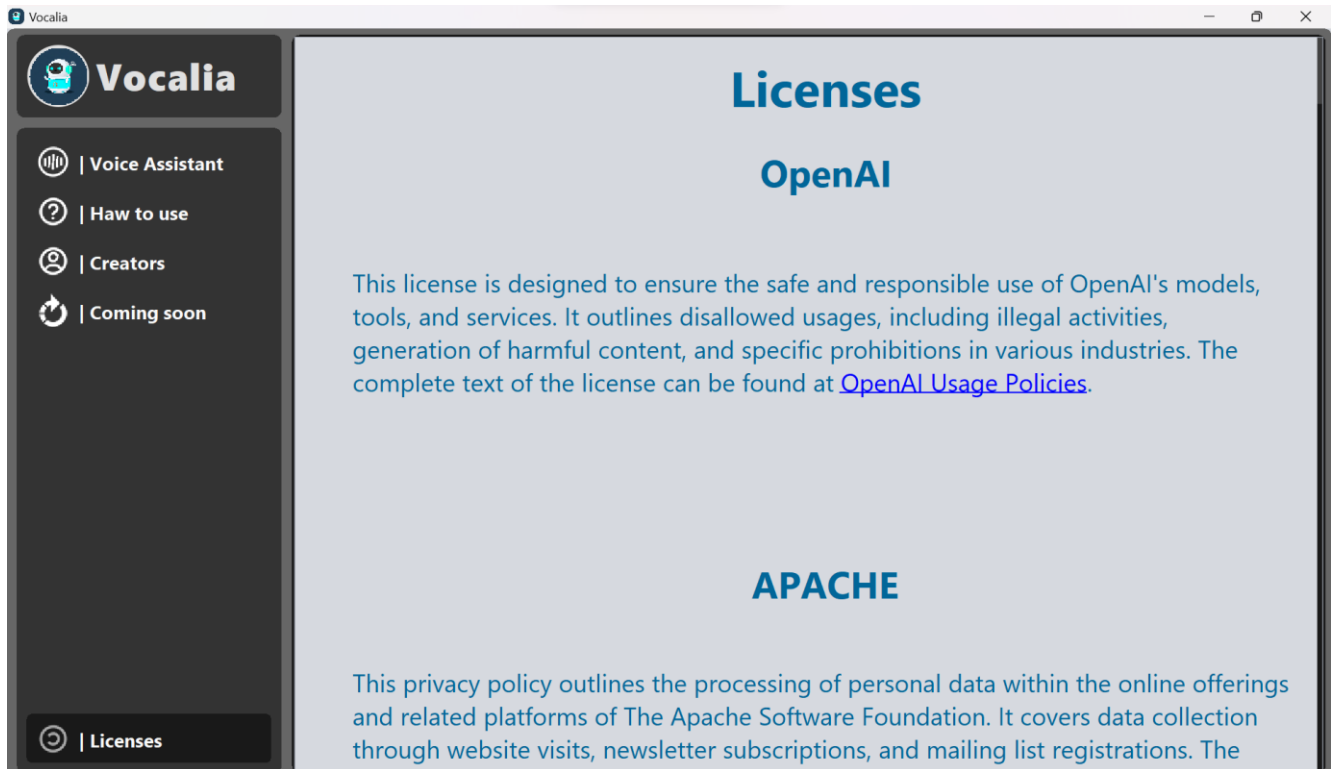 Vocalia
Vocalia
| Voice Assistant
| Haw to use
| Creators
| Coming soon
| Licenses
Licenses
OpenAI
This license is designed to ensure the safe and responsible use of OpenAI's models,
tools, and services. It outlines disallowed usages, including illegal activities,
generation of harmful content, and specific prohibitions in various industries. The
complete text of the license can be found at OpenAI Usage Policies.
APACHE
This privacy policy outlines the processing of personal data within the online offerings
and related platforms of The Apache Software Foundation. It covers data collection
through website visits, newsletter subscriptions, and mailing list registrations. The